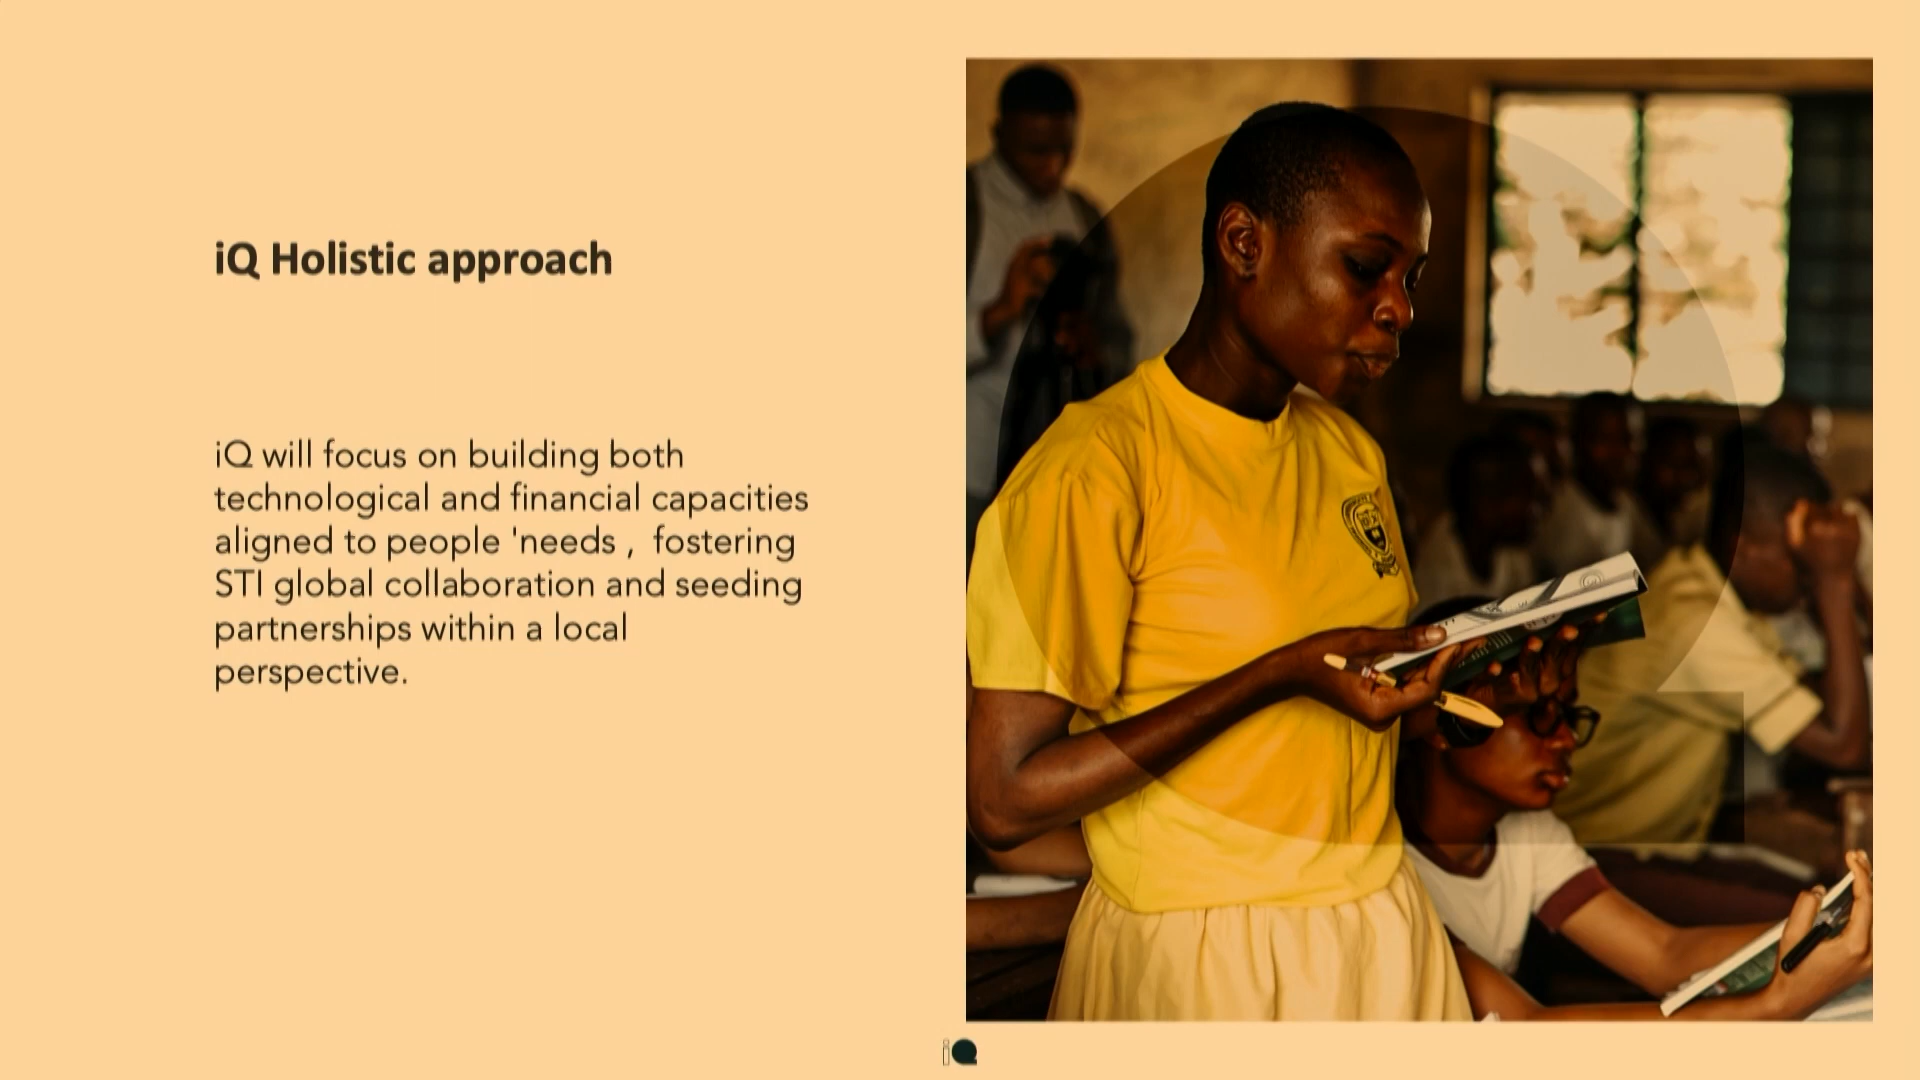 iQ Holistic approach
iQ will focus on building both
technological and financial capacities
aligned to people 'needs ,  fostering
STI global collaboration and seeding
partnerships within a local
perspective.
iQ